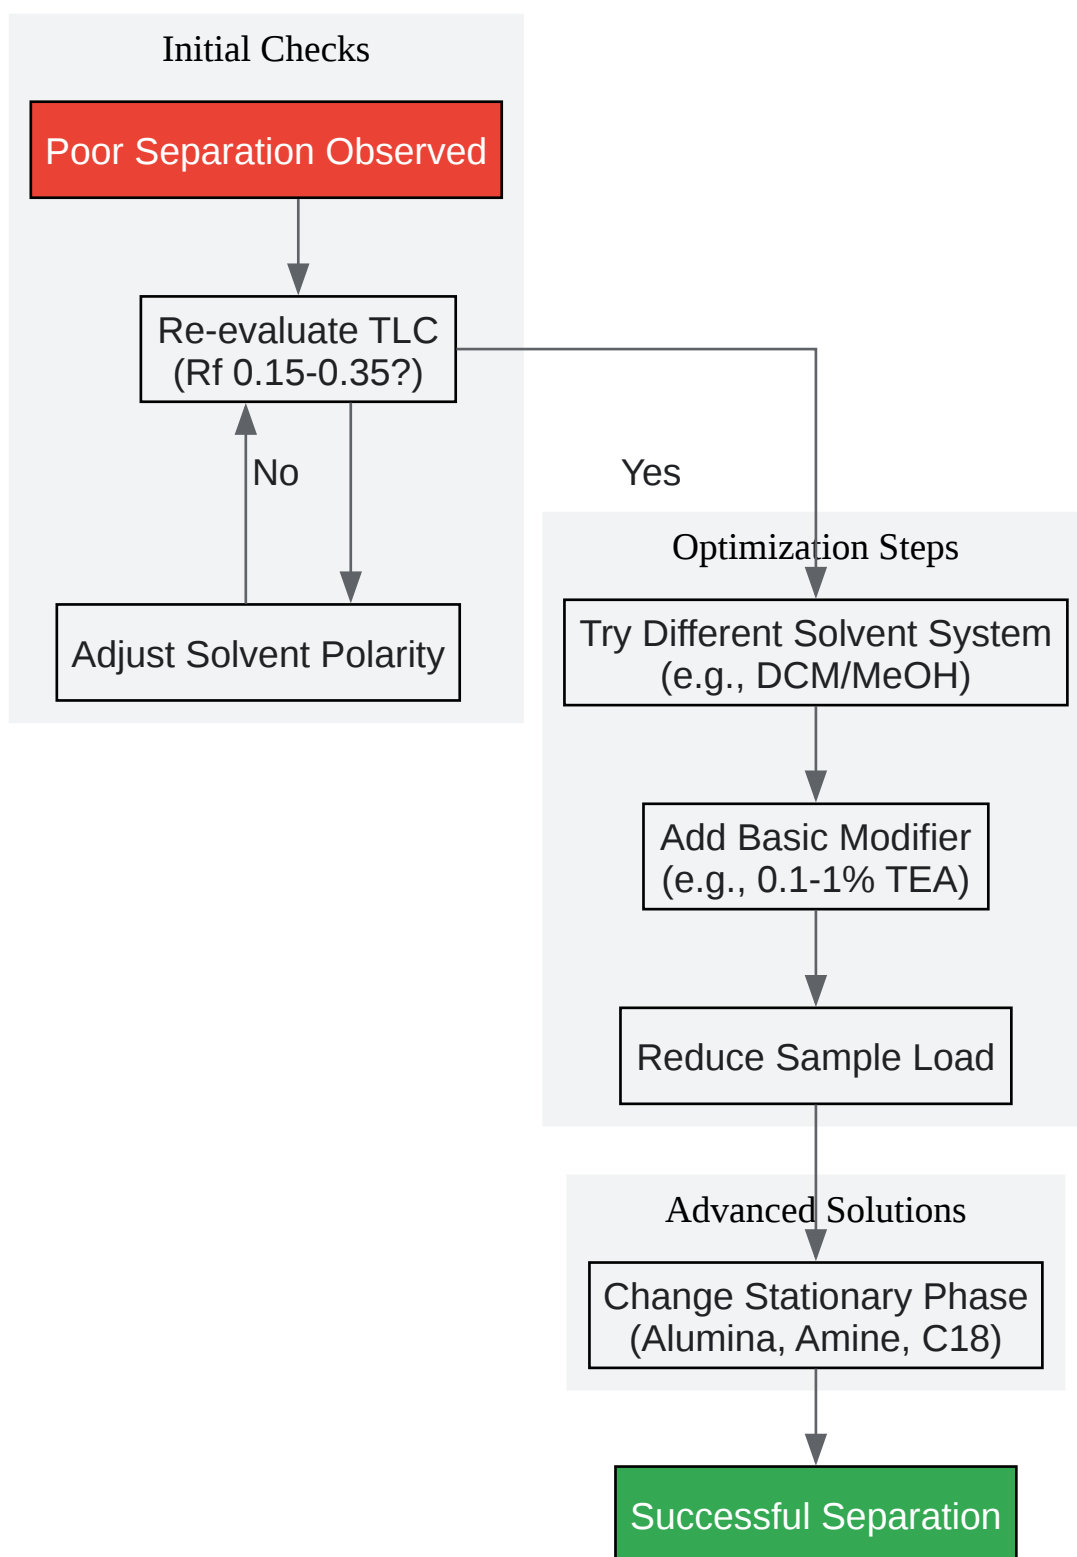 Initial Checks
Poor Separation Observed
Re-evaluate TLC
(Rf 0.15-0.35?)
No
Yes
Adjust Solvent Polarity
Optimization Steps
Try Different Solvent System
(e.g., DCM/MeOH)
Add Basic Modifier
(e.g., 0.1-1% TEA)
Reduce Sample Load
Advanced Solutions
Change Stationary Phase
(Alumina, Amine, C18)
Successful Separation